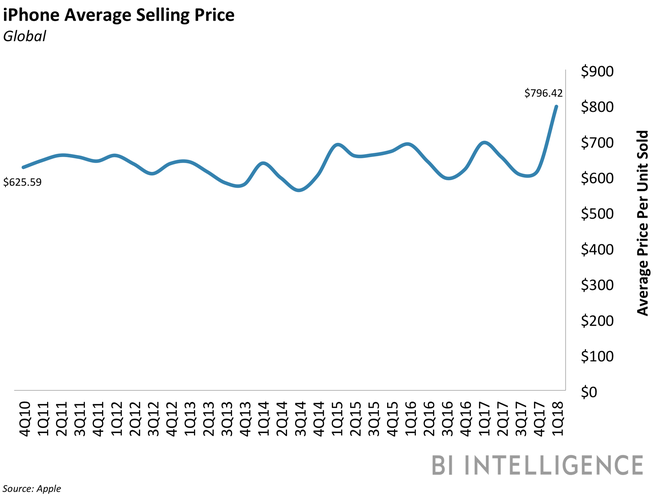 iPhone Average Selling Price
Global
$796.42
$625.59
$900
$800
$700
$600
$500
$400
$300
$200
$100
$0
Average Price Per Unit Sold
4Q10
1Q11
2Q11
3Q11
4Q11
1Q12
2Q12
3Q12
4Q12
4Q13
1Q13
2Q13
3Q13
4Q13
1Q14
2Q14
3Q14
4Q14
1Q15
2Q15
3Q15
4Q15
1Q16
2Q16
3Q16
4Q16
1Q17
2Q17
3Q17
4Q17
1Q18
BI INTELLIGENCE
Source: Apple